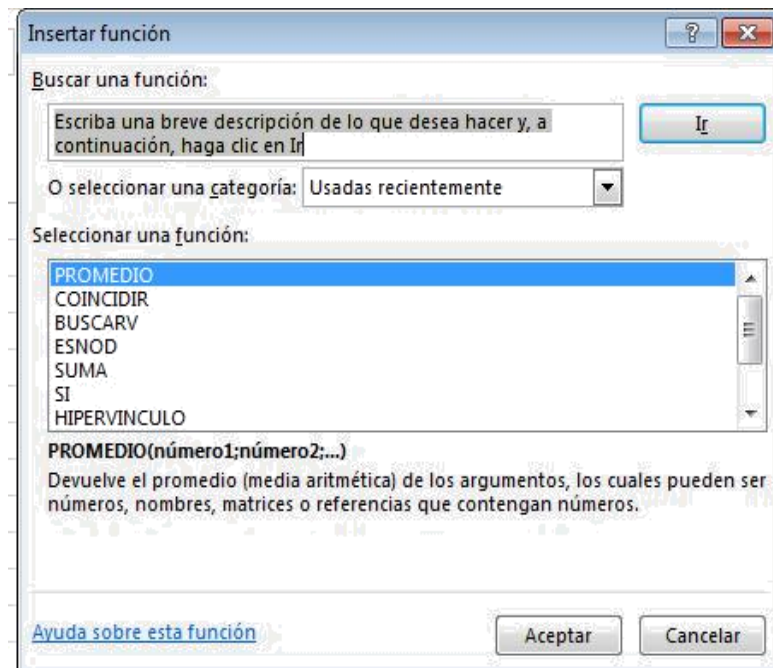 Insertar función
Buscar una función:
Escriba una breve descripción de lo que desea hacer y, a
continuación, haga clic en Ir
Ir
O seleccionar una categoría: Usadas recientemente
Seleccionar una función:
PROMEDIO
COINCIDIR
BUSCARV
ESNOD
SUMA
SI
HIPERVINCULO
PROMEDIO(número1;número2;...)
Devuelve el promedio (media aritmética) de los argumentos, los cuales pueden ser
números, nombres, matrices o referencias que contengan números.
Ayuda sobre esta función
Aceptar
Cancelar